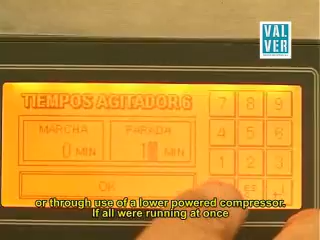 VAL
VER
TIEMPOS AGITADOR 6
7 8 9
MARCHA PARADA
4 5 6
0 MIN 1 MIN
1 2 3
OK
or through use of a lower powered compressor.
If all were running at once